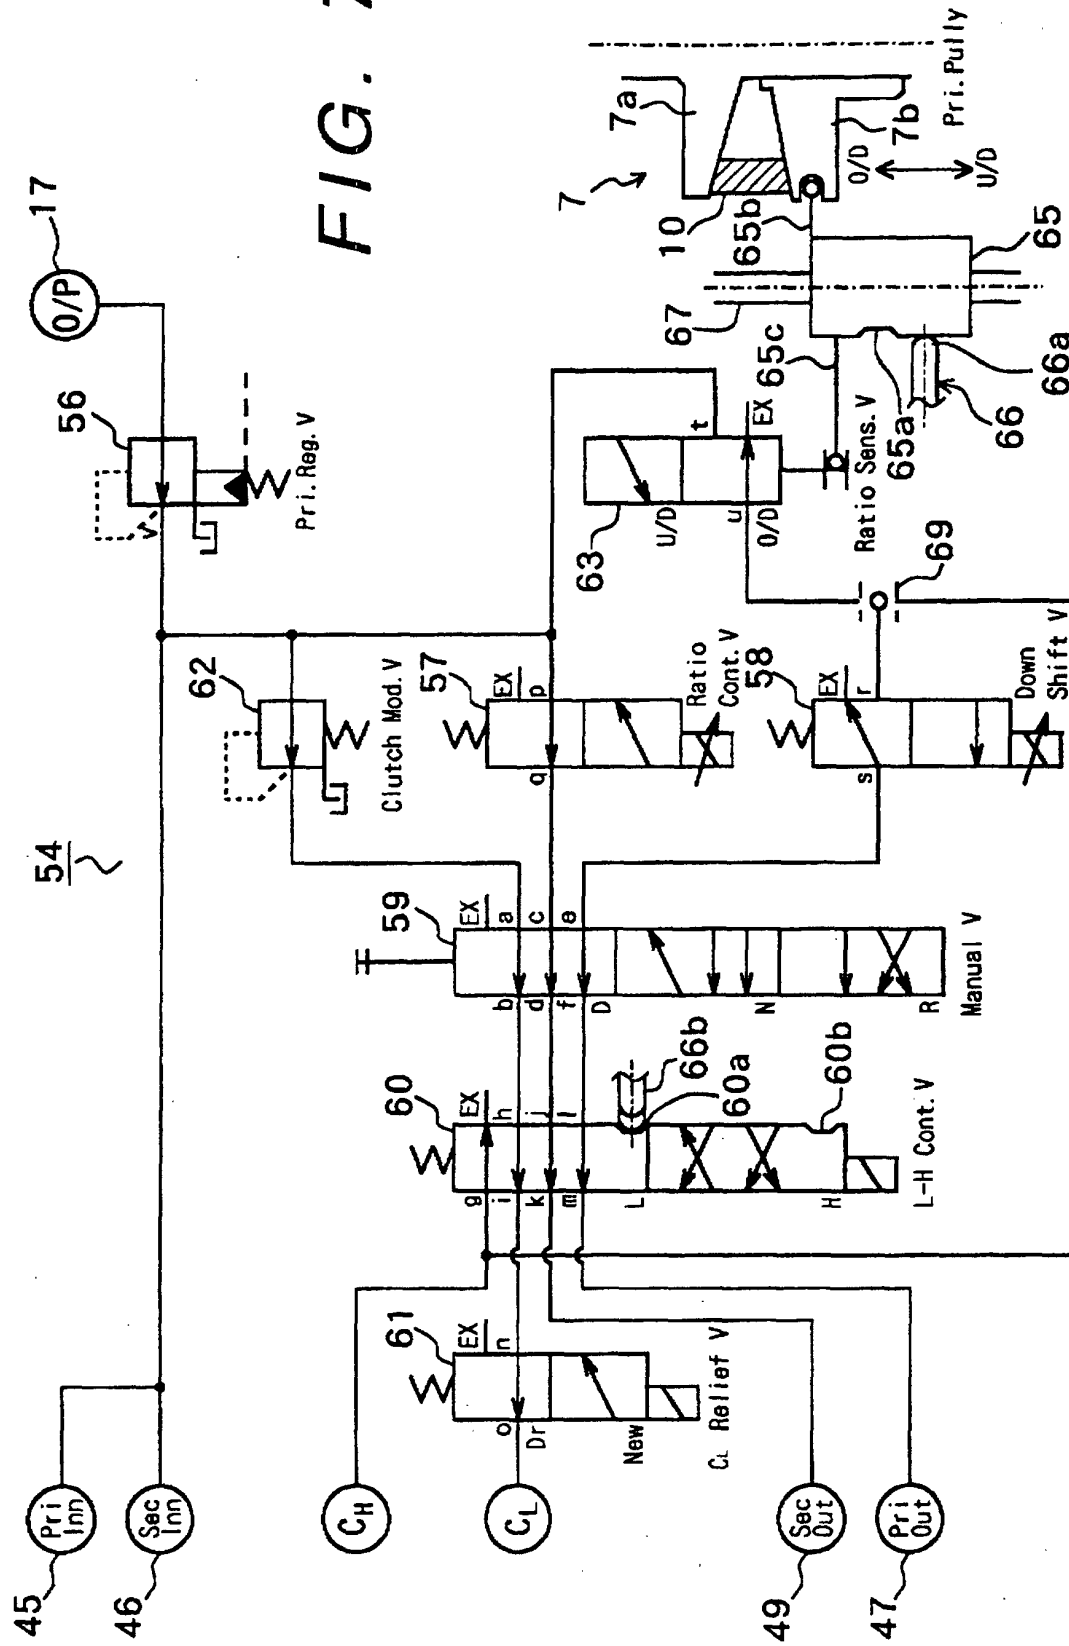 FIG. 7
17
O/P
56
Pri. Reg. V
54
62
Clutch Mod. V
57
EX
p
q
Ratio
Cont. V
58
EX
r
s
Down
Shift V
63
U/D
O/D
t
u
EX
Ratio Sens. V
69
7
7a
7b
10
65b
O/D
U/D
Pri. Pully
67
65c
65
65a
66
66a
59
EX
a
c
e
b
d
f
D
N
R
Manual V
60
EX
h
j
l
g
i
k
m
L
H
66b
60a
60b
L-H Cont. V
61
EX
n
o
Dr
New
CL Relief V
45
Pri
Inn
46
Sec
Inn
CH
CL
49
Sec
Out
47
Pri
Out